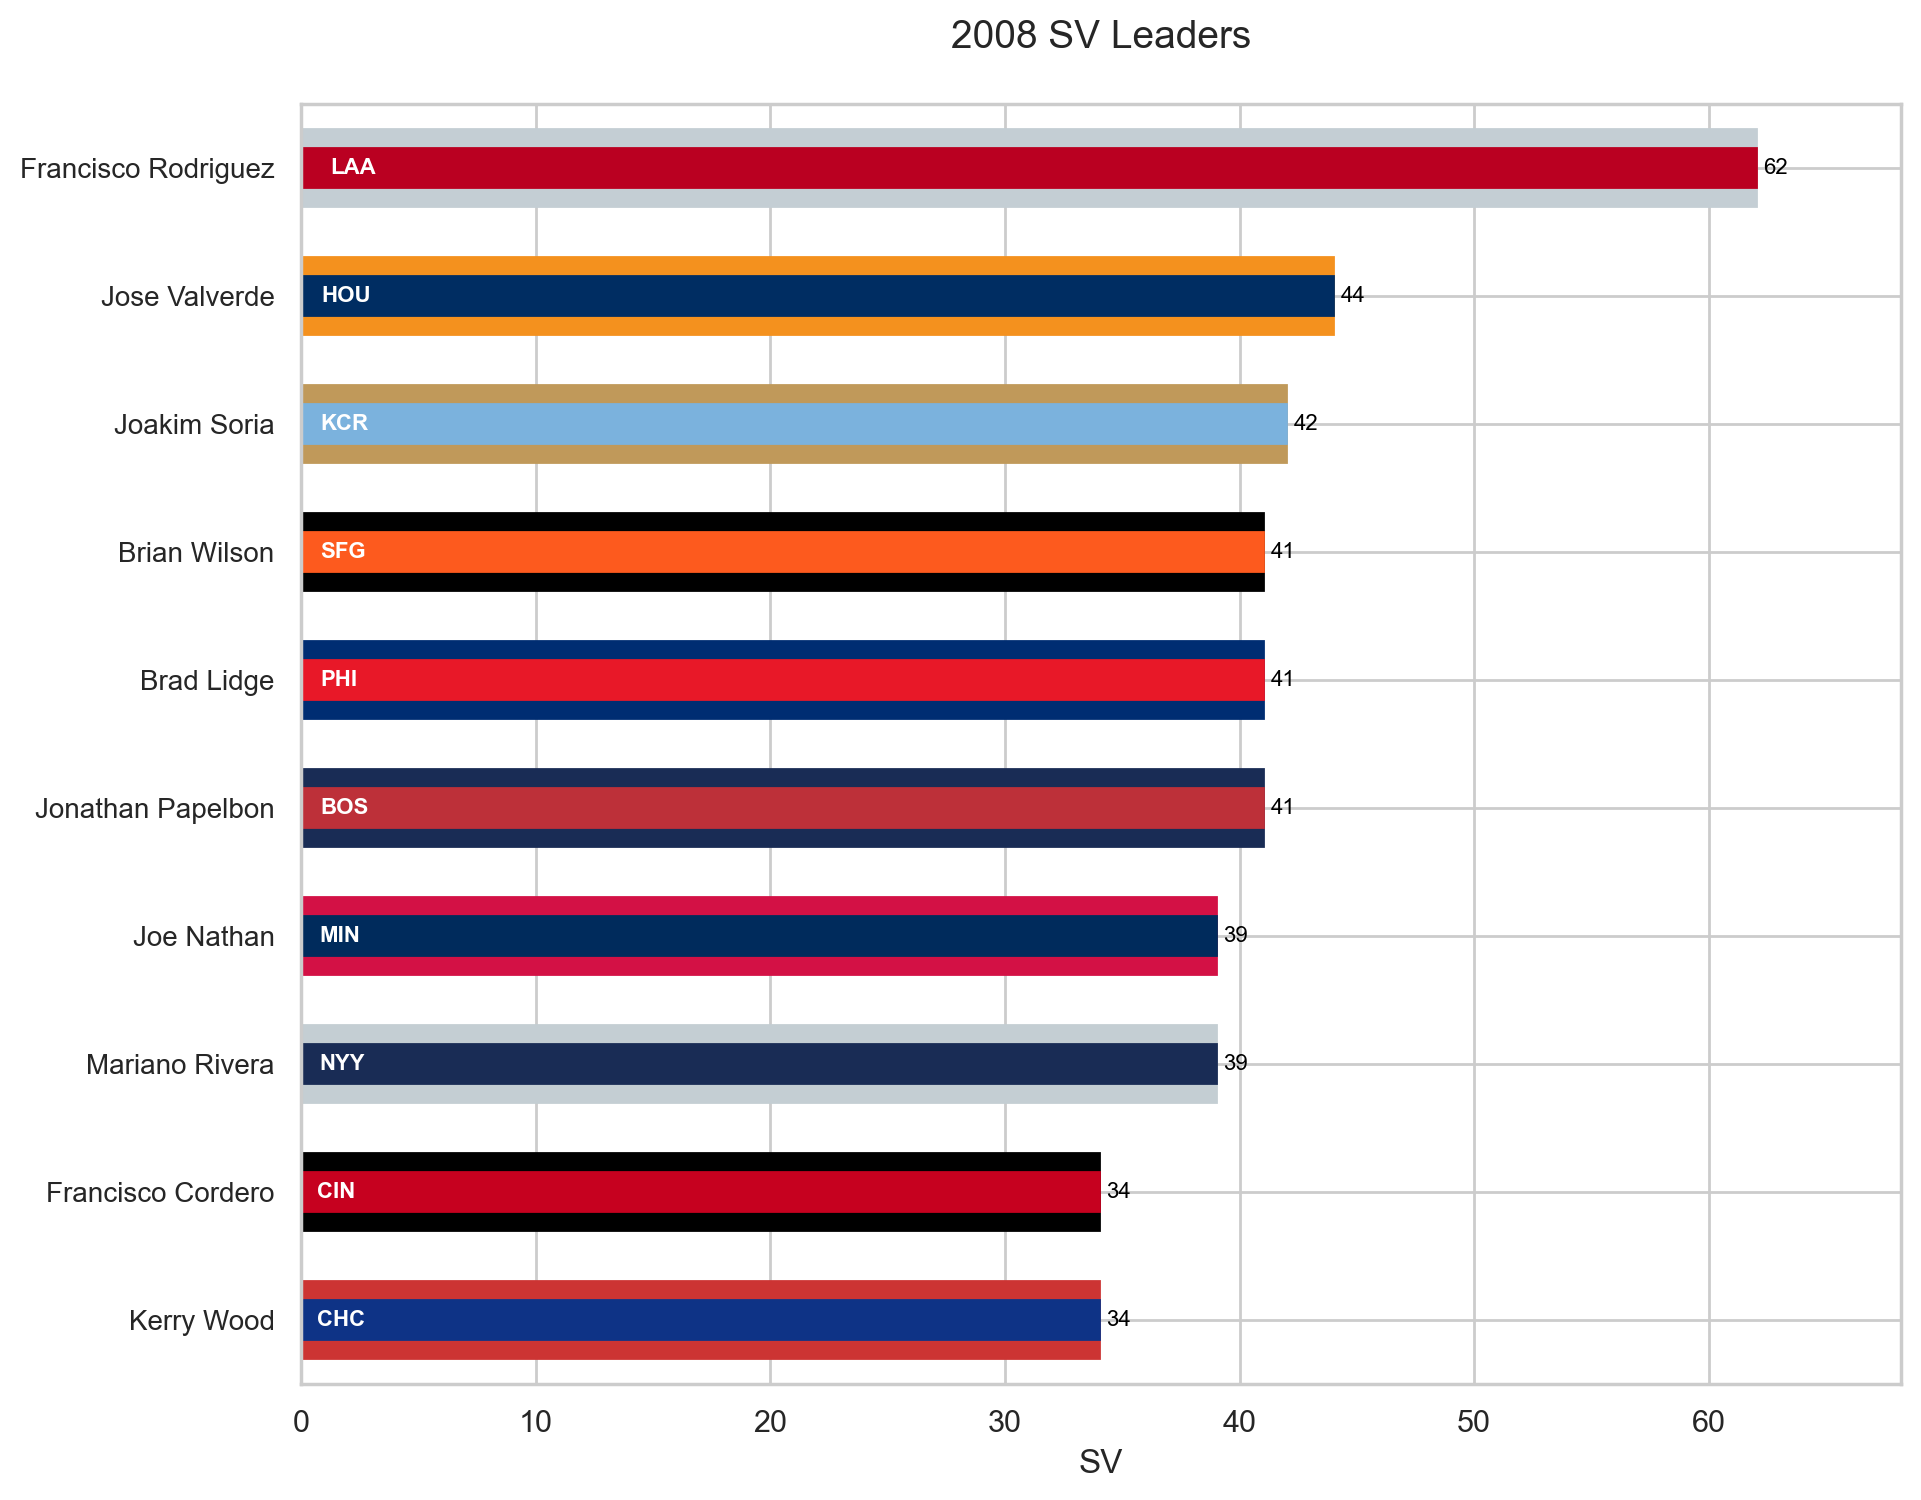 2008 SV Leaders
Francisco Rodriguez LAA 62
Jose Valverde HOU 44
Joakim Soria KCR 42
Brian Wilson SFG 41
Brad Lidge PHI 41
Jonathan Papelbon BOS 41
Joe Nathan MIN 39
Mariano Rivera NYY 39
Francisco Cordero CIN 34
Kerry Wood CHC 34
0 10 20 30 40 50 60
SV